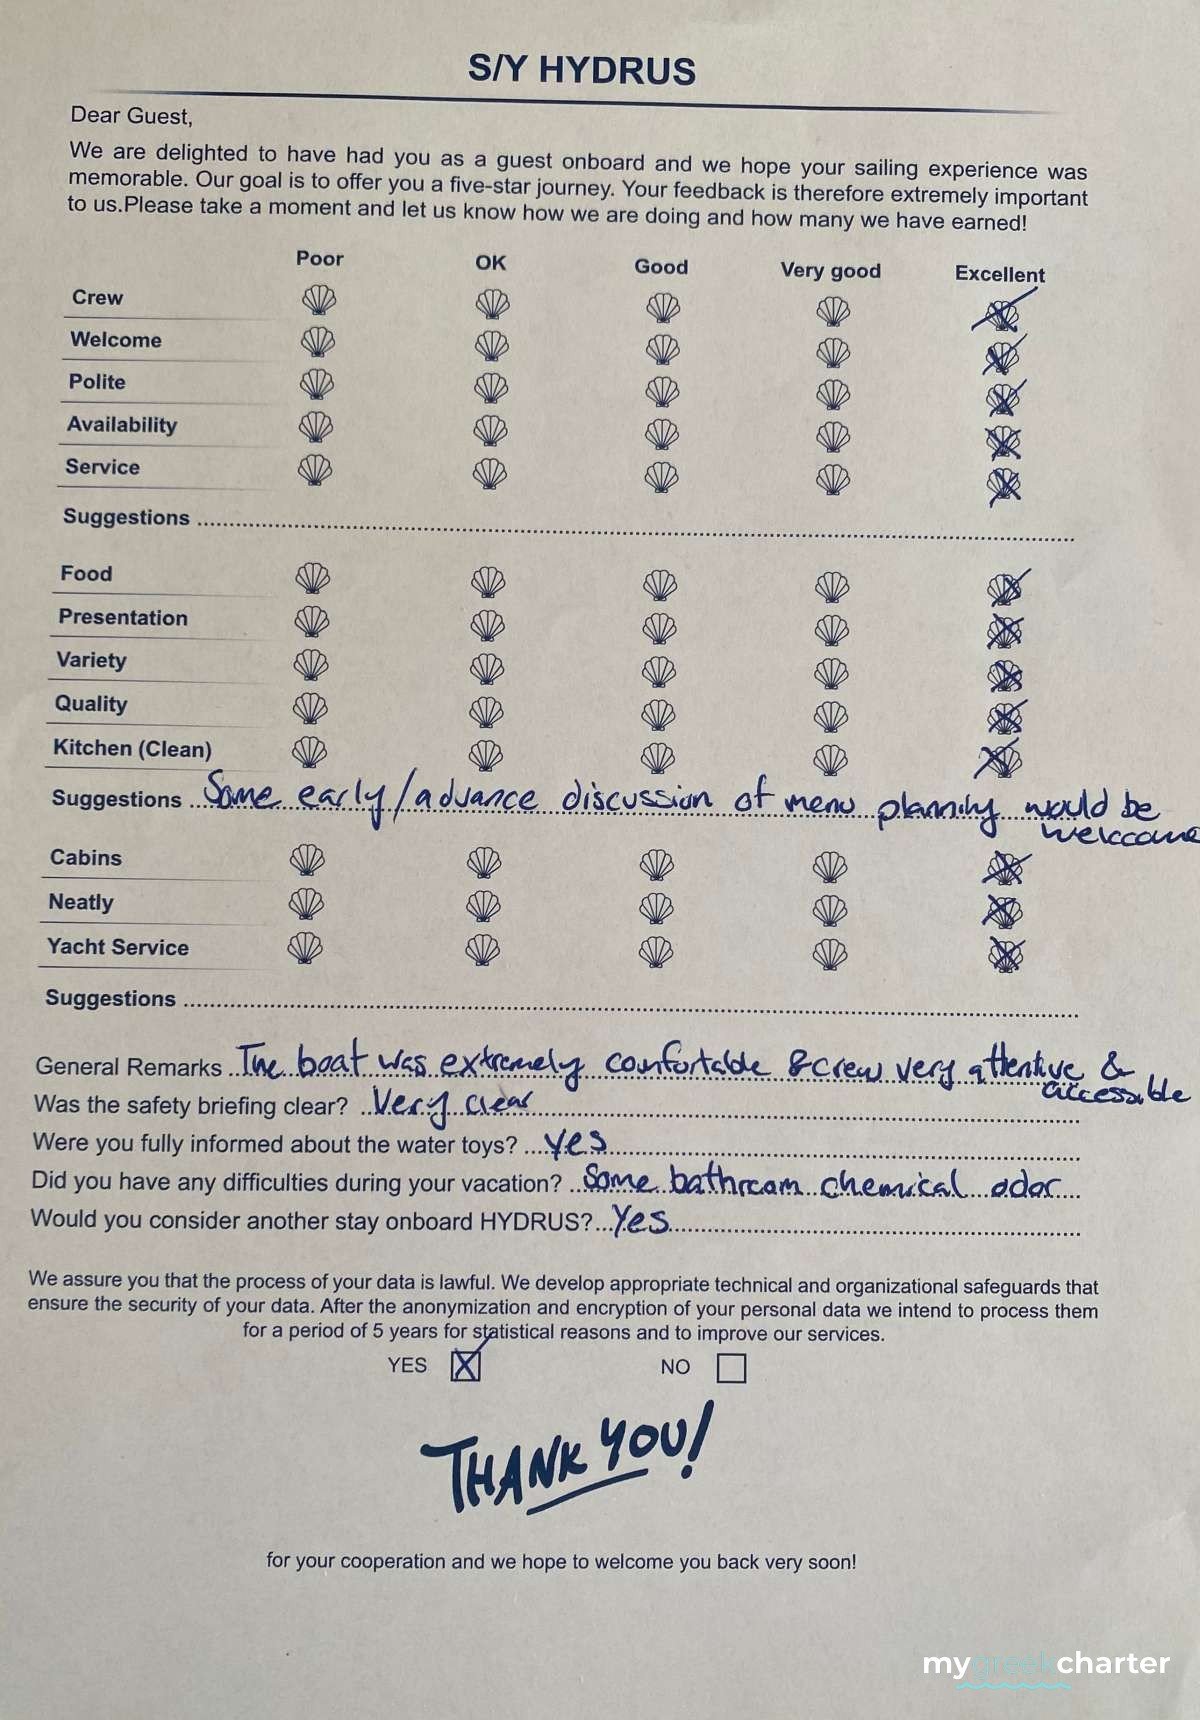 S/Y HYDRUS
Dear Guest,
We are delighted to have had you as a guest onboard and we hope your sailing experience was
memorable. Our goal is to offer you a five-star journey. Your feedback is therefore extremely important
to us.Please take a moment and let us know how we are doing and how many we have earned!
Poor OK Good Very good Excellent
Crew
Welcome
Polite
Availability
Service
Suggestions
Food
Presentation
Variety
Quality
Kitchen (Clean)
Suggestions Some early/advance discussion of menu planning would be
welcome
Cabins
Neatly
Yacht Service
Suggestions
General Remarks The boat was extremely comfortable & crew very attentive &
accessible
Was the safety briefing clear? Very clear
Were you fully informed about the water toys? yes
Did you have any difficulties during your vacation? Some bathroom chemical odor
Would you consider another stay onboard HYDRUS? Yes
We assure you that the process of your data is lawful. We develop appropriate technical and organizational safeguards that
ensure the security of your data. After the anonymization and encryption of your personal data we intend to process them
for a period of 5 years for statistical reasons and to improve our services.
YES X NO
THANK YOU!
for your cooperation and we hope to welcome you back very soon!
mygreekcharter